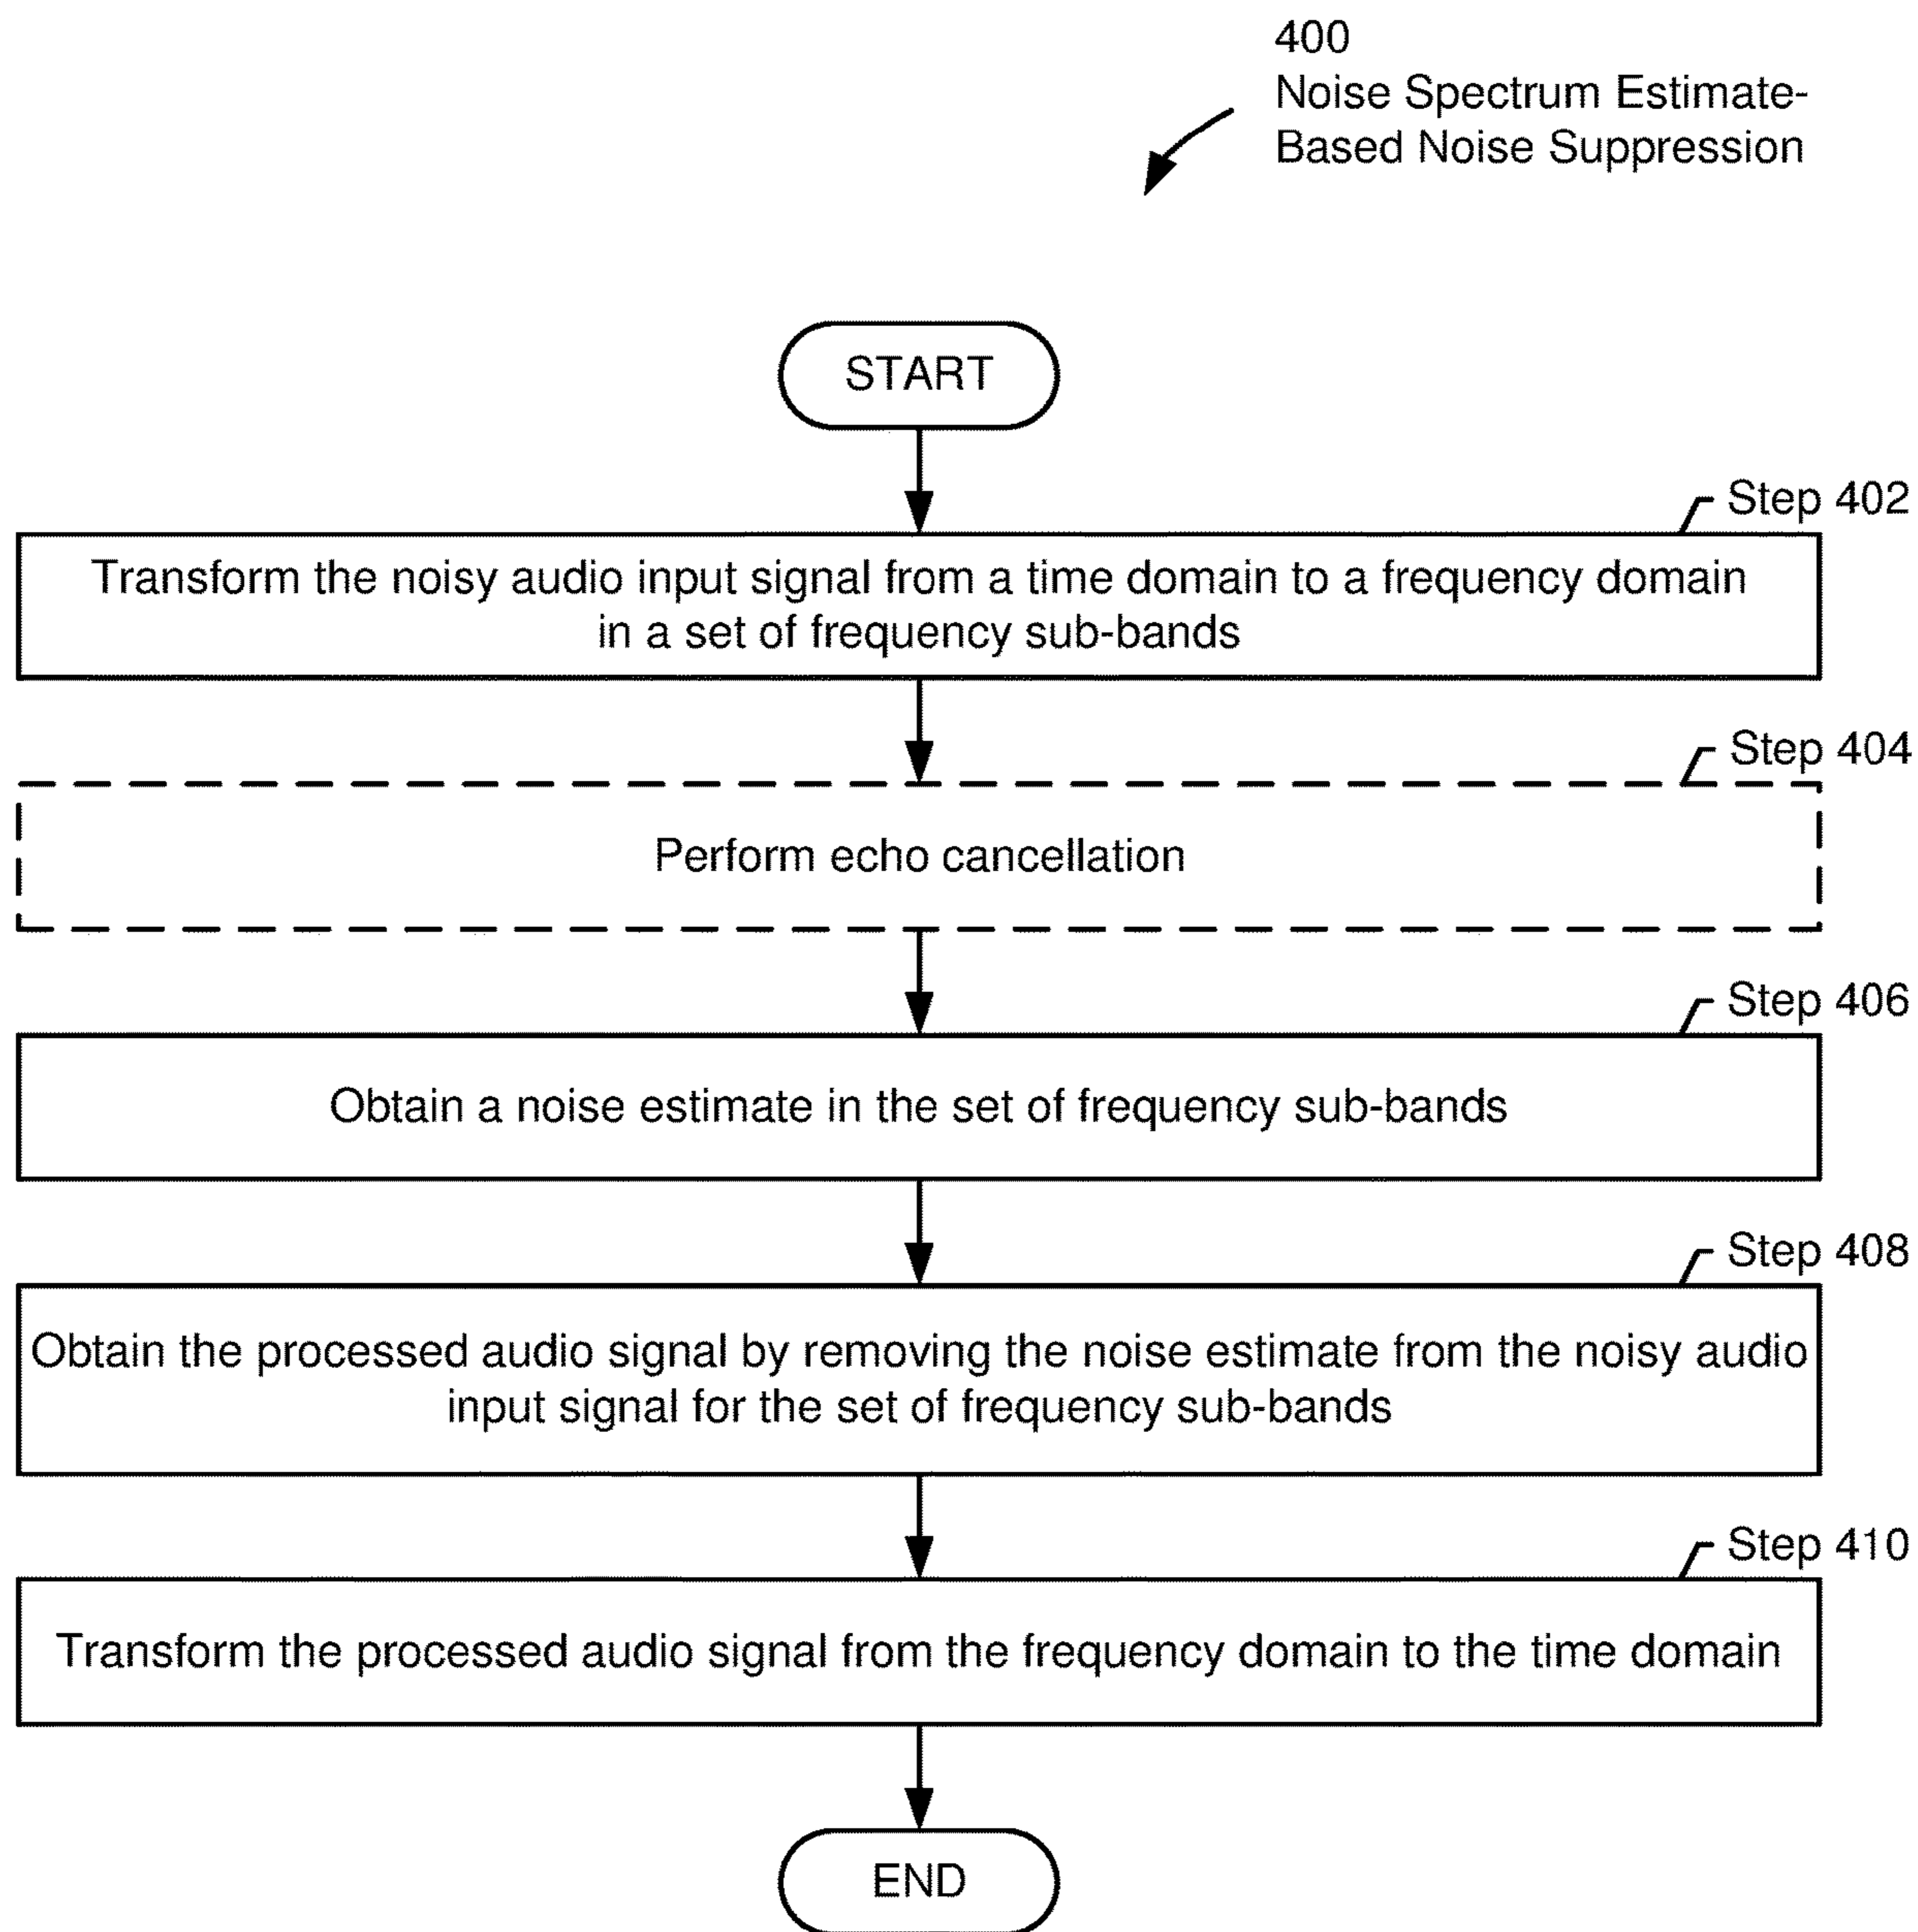 400
Noise Spectrum Estimate-
Based Noise Suppression
START
Step 402
Transform the noisy audio input signal from a time domain to a frequency domain
in a set of frequency sub-bands
Step 404
Perform echo cancellation
Step 406
Obtain a noise estimate in the set of frequency sub-bands
Step 408
Obtain the processed audio signal by removing the noise estimate from the noisy audio
input signal for the set of frequency sub-bands
Step 410
Transform the processed audio signal from the frequency domain to the time domain
END